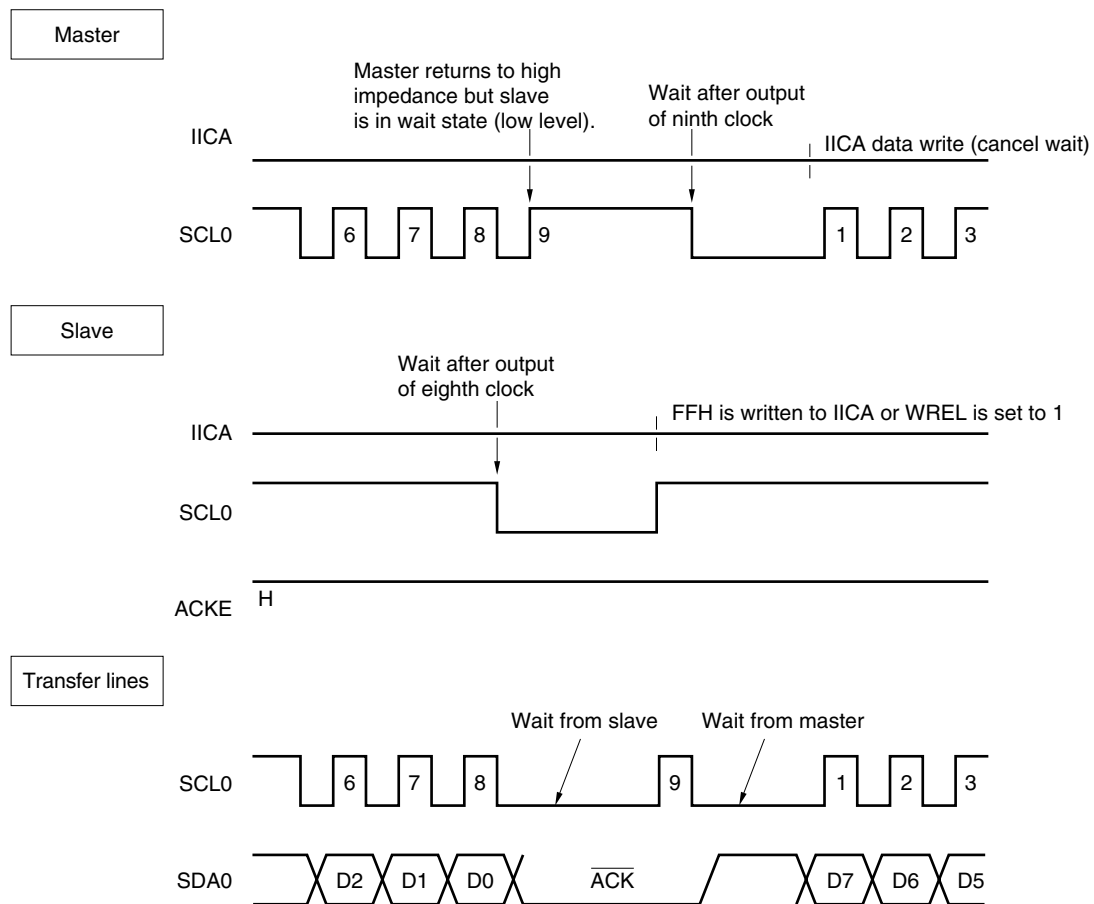 Master
Master returns to high
impedance but slave
is in wait state (low level).
Wait after output
of ninth clock
IICA
IICA data write (cancel wait)
SCL0
6 7 8 9 1 2 3
Slave
Wait after output
of eighth clock
FFH is written to IICA or WREL is set to 1
IICA
SCL0
H
ACKE
Transfer lines
Wait from slave Wait from master
SCL0 6 7 8 9 1 2 3
SDA0 D2 D1 D0 ACK D7 D6 D5